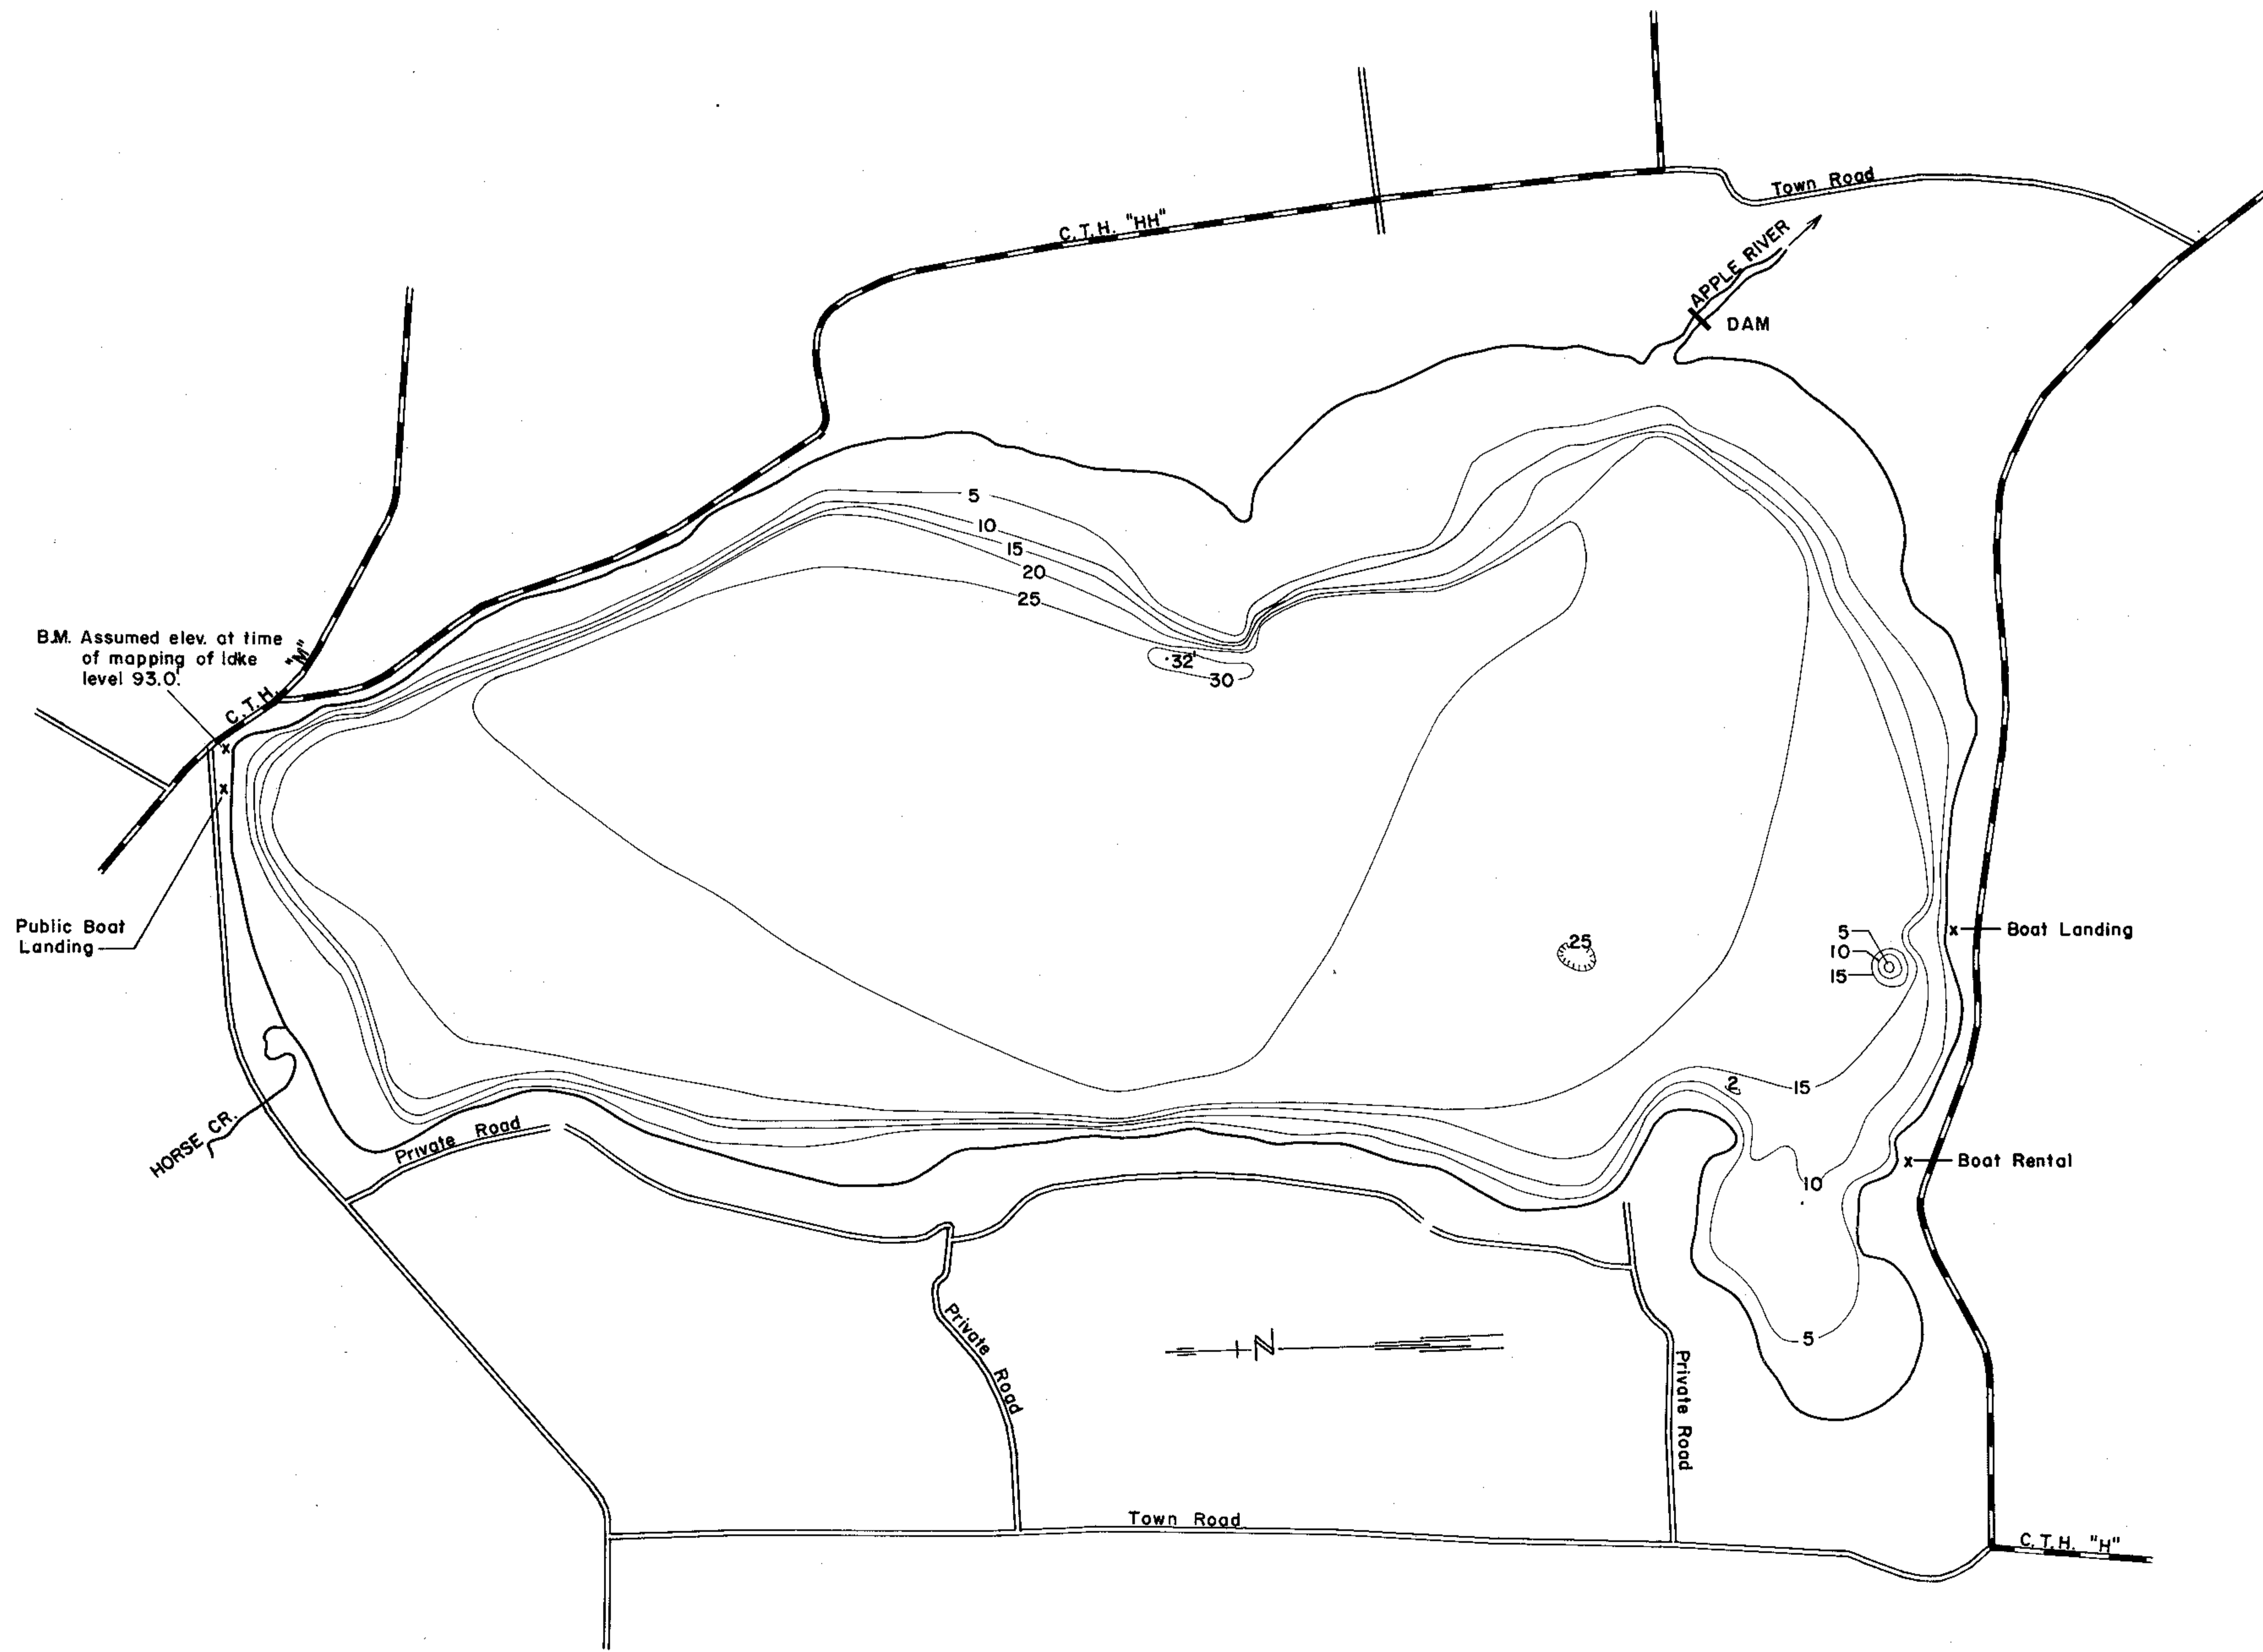 Town Road
C.T.H. "HH"
APPLE RIVER
DAM
5
10
15
20
25
32'
30
B.M. Assumed elev. at time
of mapping of lake
level 93.0'.
C.T.H. "M"
Public Boat
Landing
25
5
10
15
Boat Landing
2
15
HORSE CR.
Private Road
10
Boat Rental
5
N
Private Road
Private Road
Town Road
C.T.H. "H"